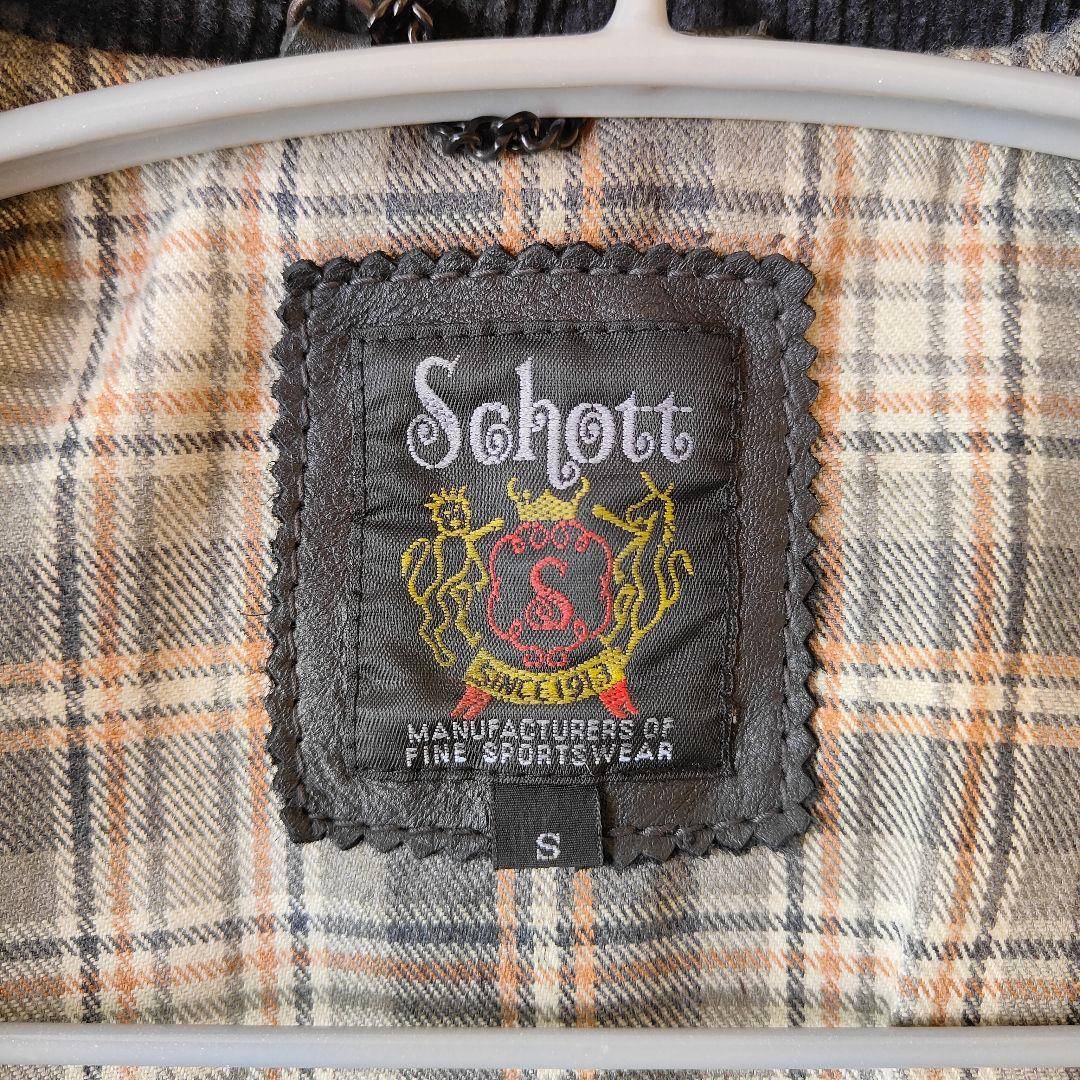 Schott
S
SINCE 1913
MANUFACTURERS OF
FINE SPORTSWEAR
S